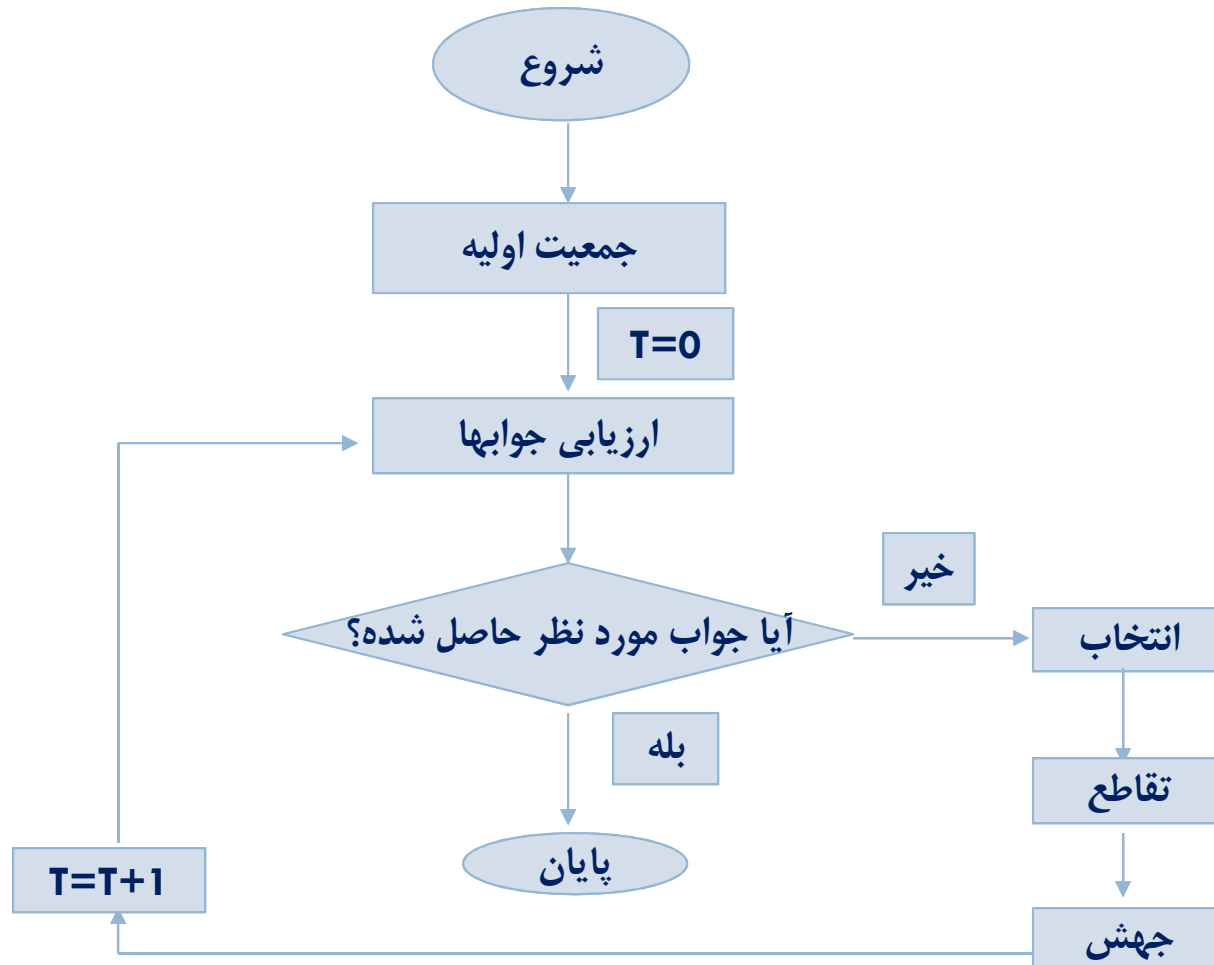 شروع
جمعیت اولیه
T=0
ارزیابی جوابها
آیا جواب مورد نظر حاصل شده؟
خیر
انتخاب
بله
تقاطع
پایان
T=T+1
جهش